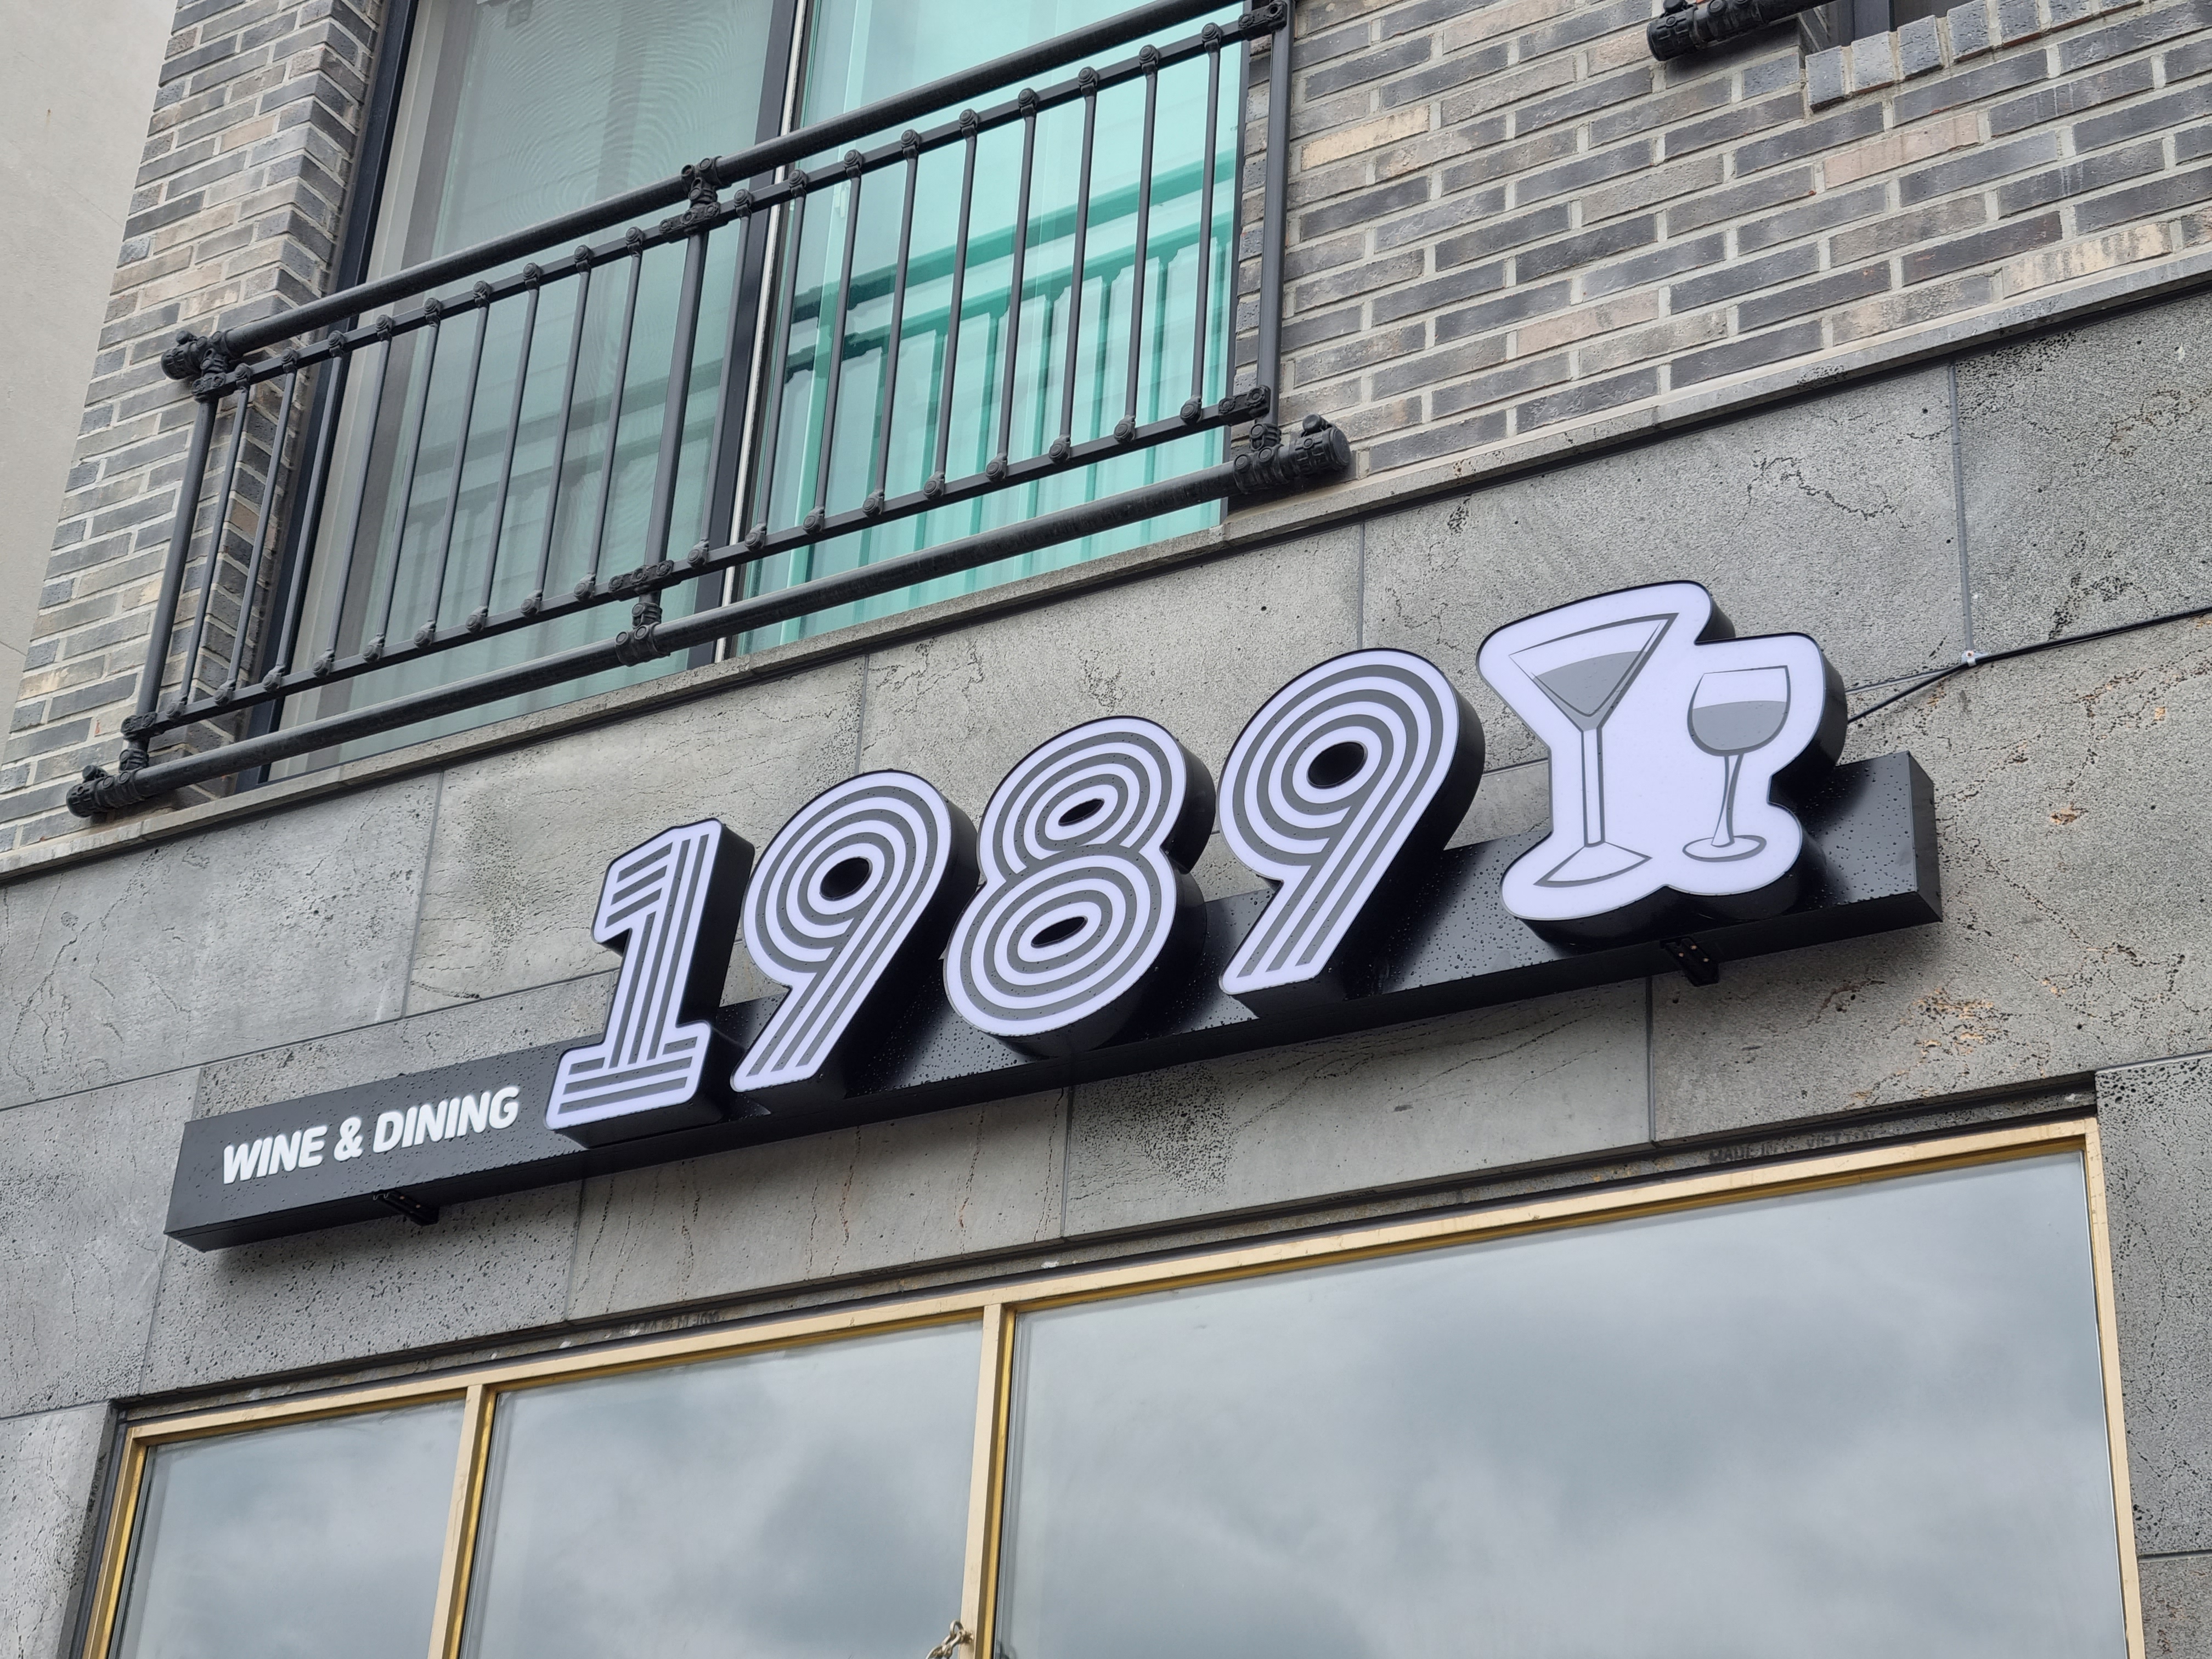 WINE & DINING 1989